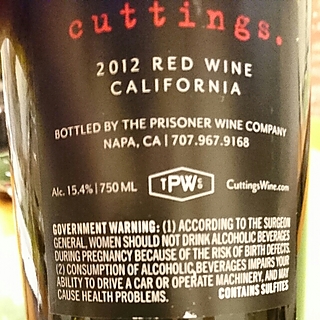 cuttings.
2012 RED WINE
CALIFORNIA
BOTTLED BY THE PRISONER WINE COMPANY
NAPA, CA | 707.967.9168
Alc. 15.4% | 750 ML
TPWS
CuttingsWine.com
GOVERNMENT WARNING: (1) ACCORDING TO THE SURGEON
GENERAL, WOMEN SHOULD NOT DRINK ALCOHOLIC BEVERAGES
DURING PREGNANCY BECAUSE OF THE RISK OF BIRTH DEFECTS.
(2) CONSUMPTION OF ALCOHOLIC BEVERAGES IMPAIRS YOUR
ABILITY TO DRIVE A CAR OR OPERATE MACHINERY, AND MAY
CAUSE HEALTH PROBLEMS. CONTAINS SULFITES